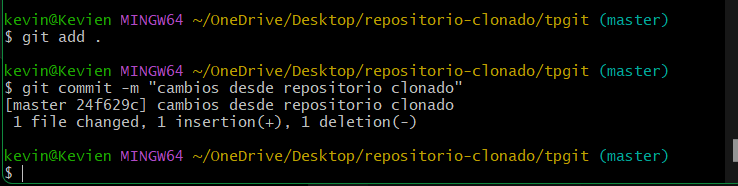 kevin@Kevien MINGW64 ~/OneDrive/Desktop/repositorio-clonado/tpgit (master)
$ git add .
kevin@Kevien MINGW64 ~/OneDrive/Desktop/repositorio-clonado/tpgit (master)
$ git commit -m "cambios desde repositorio clonado"
[master 24f629c] cambios desde repositorio clonado
 1 file changed, 1 insertion(+), 1 deletion(-)
kevin@Kevien MINGW64 ~/OneDrive/Desktop/repositorio-clonado/tpgit (master)
$